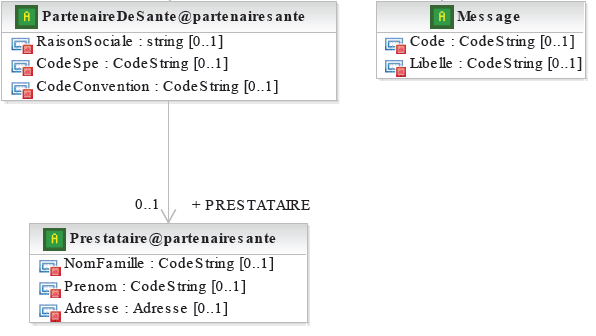 A PartenaireDeSante@partenairesante
RaisonSociale : string [0..1]
CodeSpe : CodeString [0..1]
CodeConvention : CodeString [0..1]
A Message
Code : CodeString [0..1]
Libelle : CodeString [0..1]
0..1 + PRESTATAIRE
A Prestataire@partenairesante
NomFamille : CodeString [0..1]
Prenom : CodeString [0..1]
Adresse : Adresse [0..1]